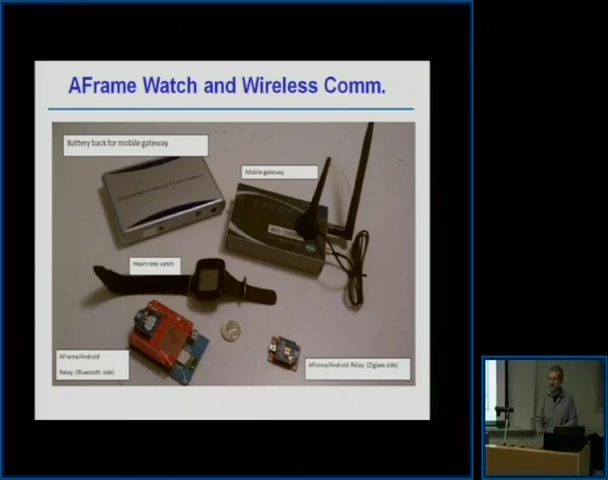 AFrame Watch and Wireless Comm.
Battery back for mobile gateway
Mobile gateway
Heart rate watch
AFrame/Android
Relay (Bluetooth side)
AFrame/Android Relay (Zigbee side)